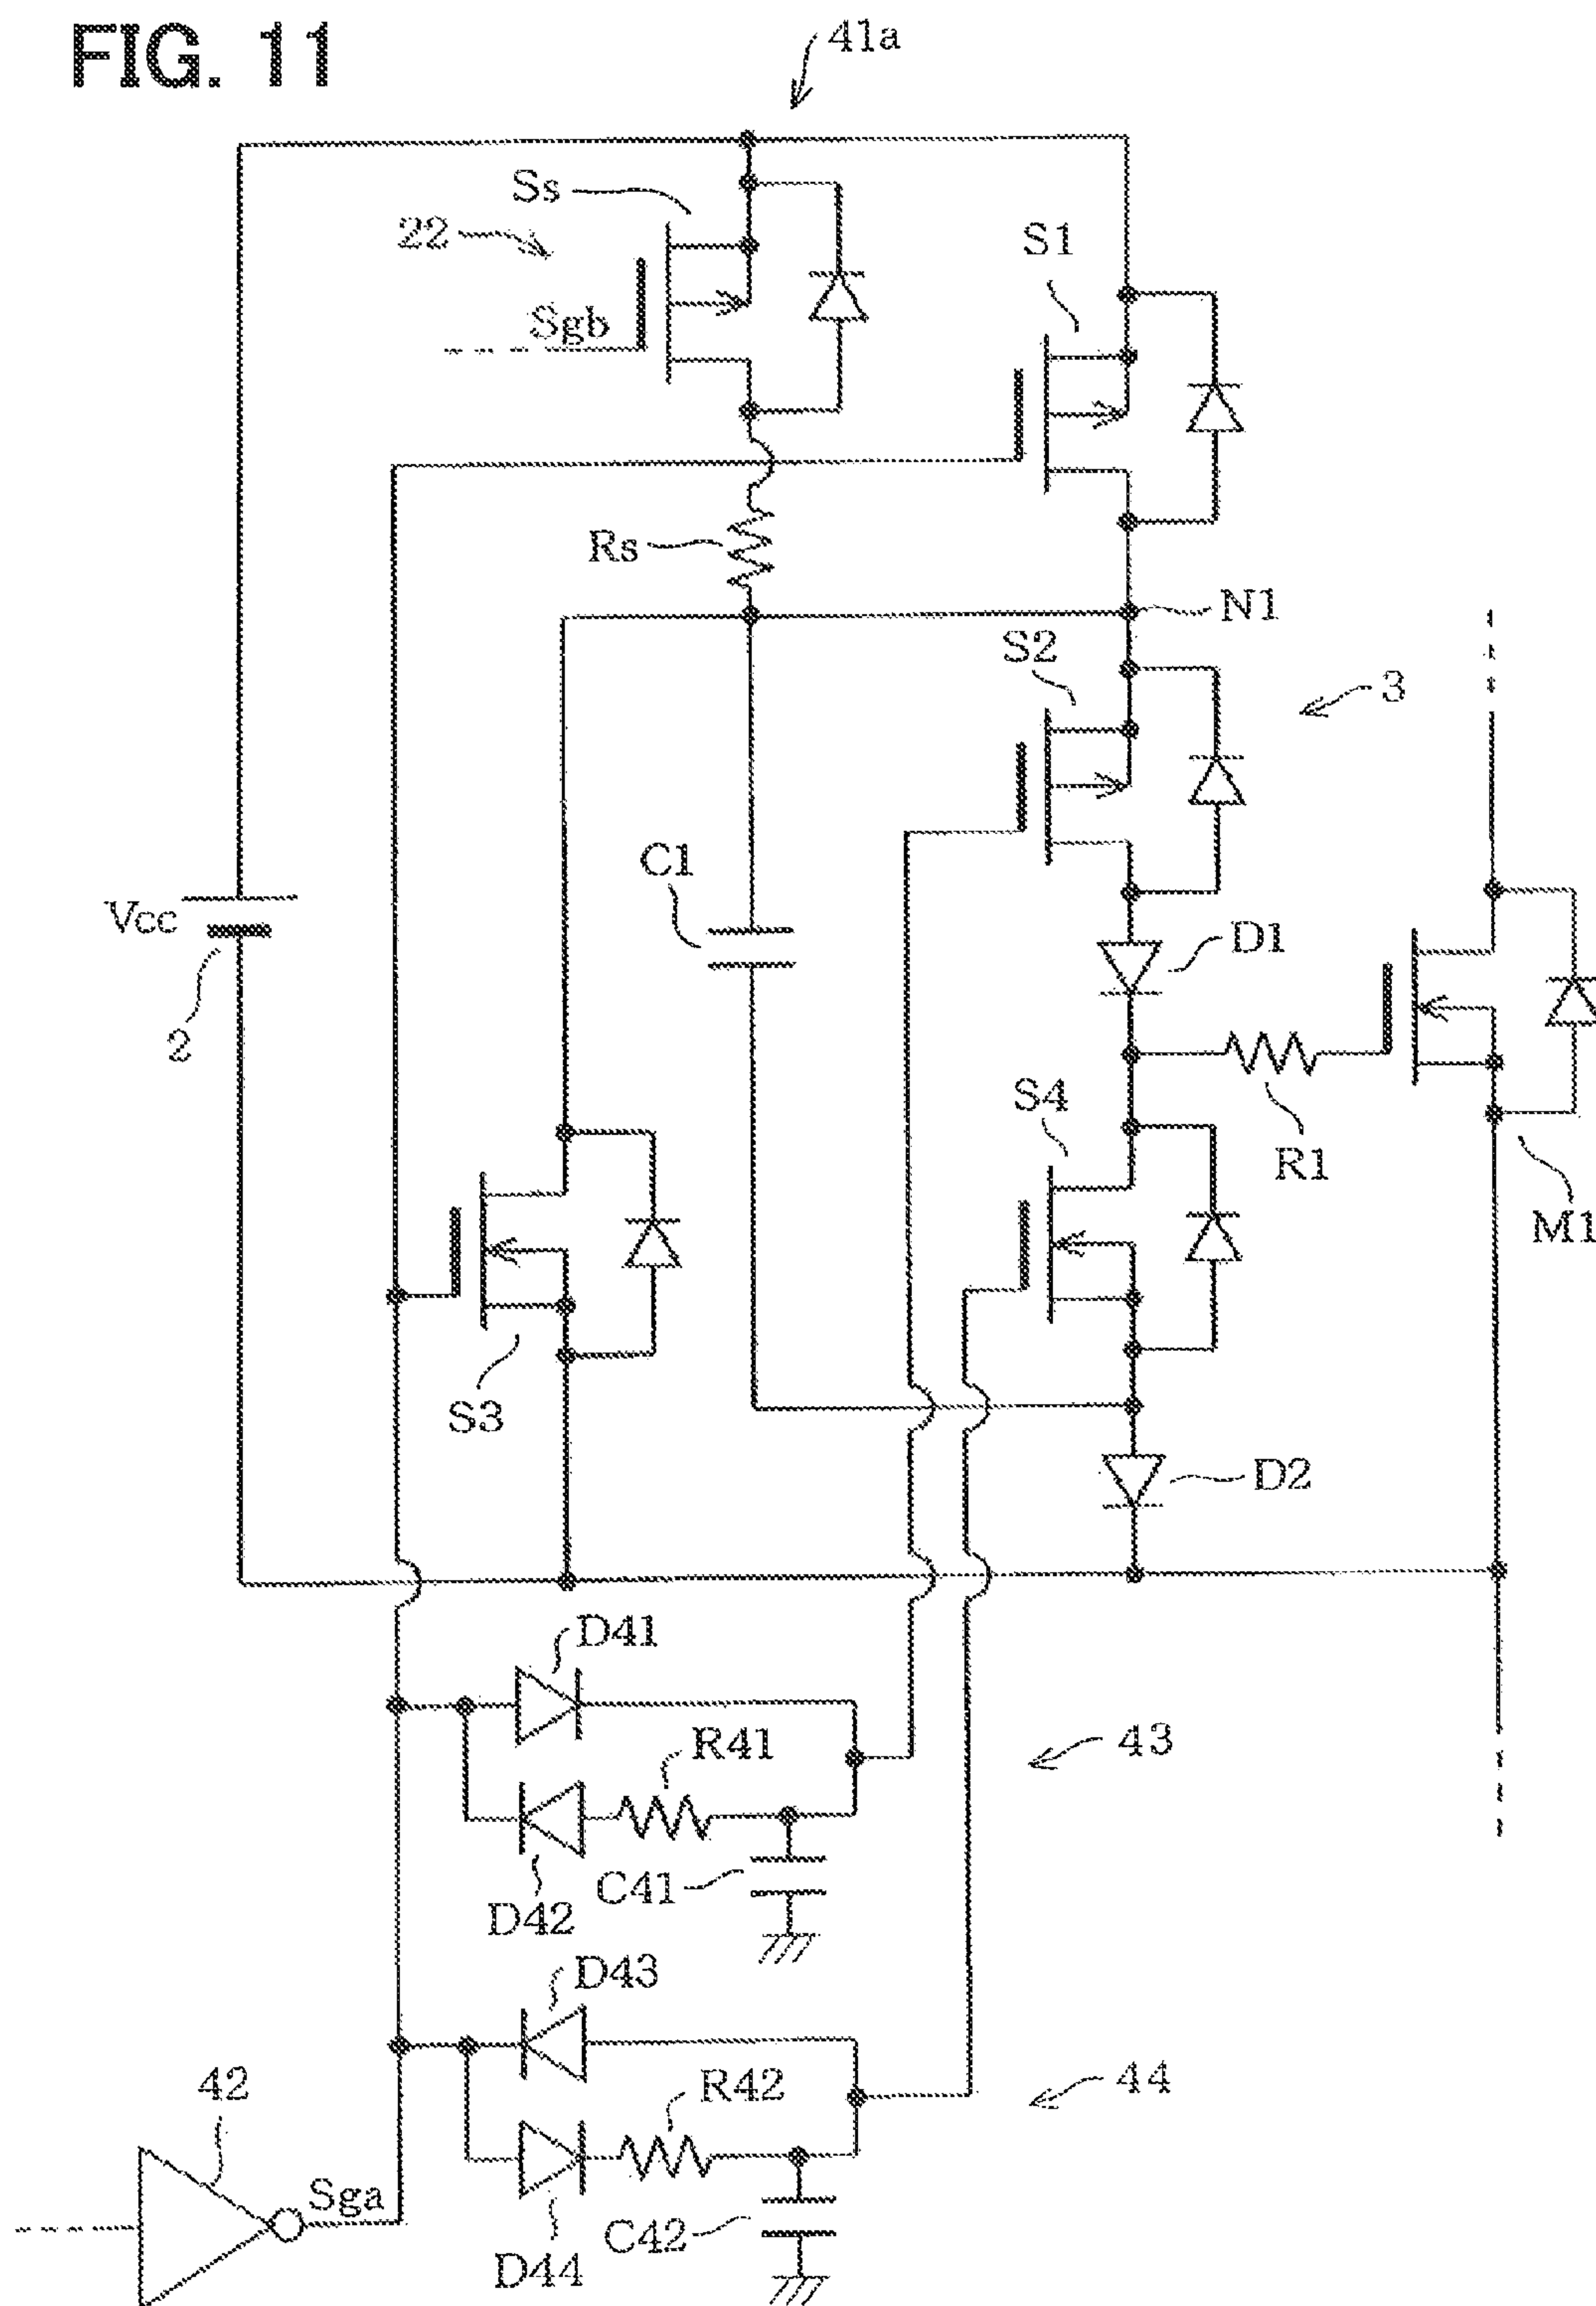 FIG. 11
41a
Ss
22
S1
Sgb
Rs
N1
S2
3
C1
Vcc
D1
2
S4
R1
M1
S3
D2
D41
R41
43
C41
D42
D43
42
R42
44
Sga
C42
D44